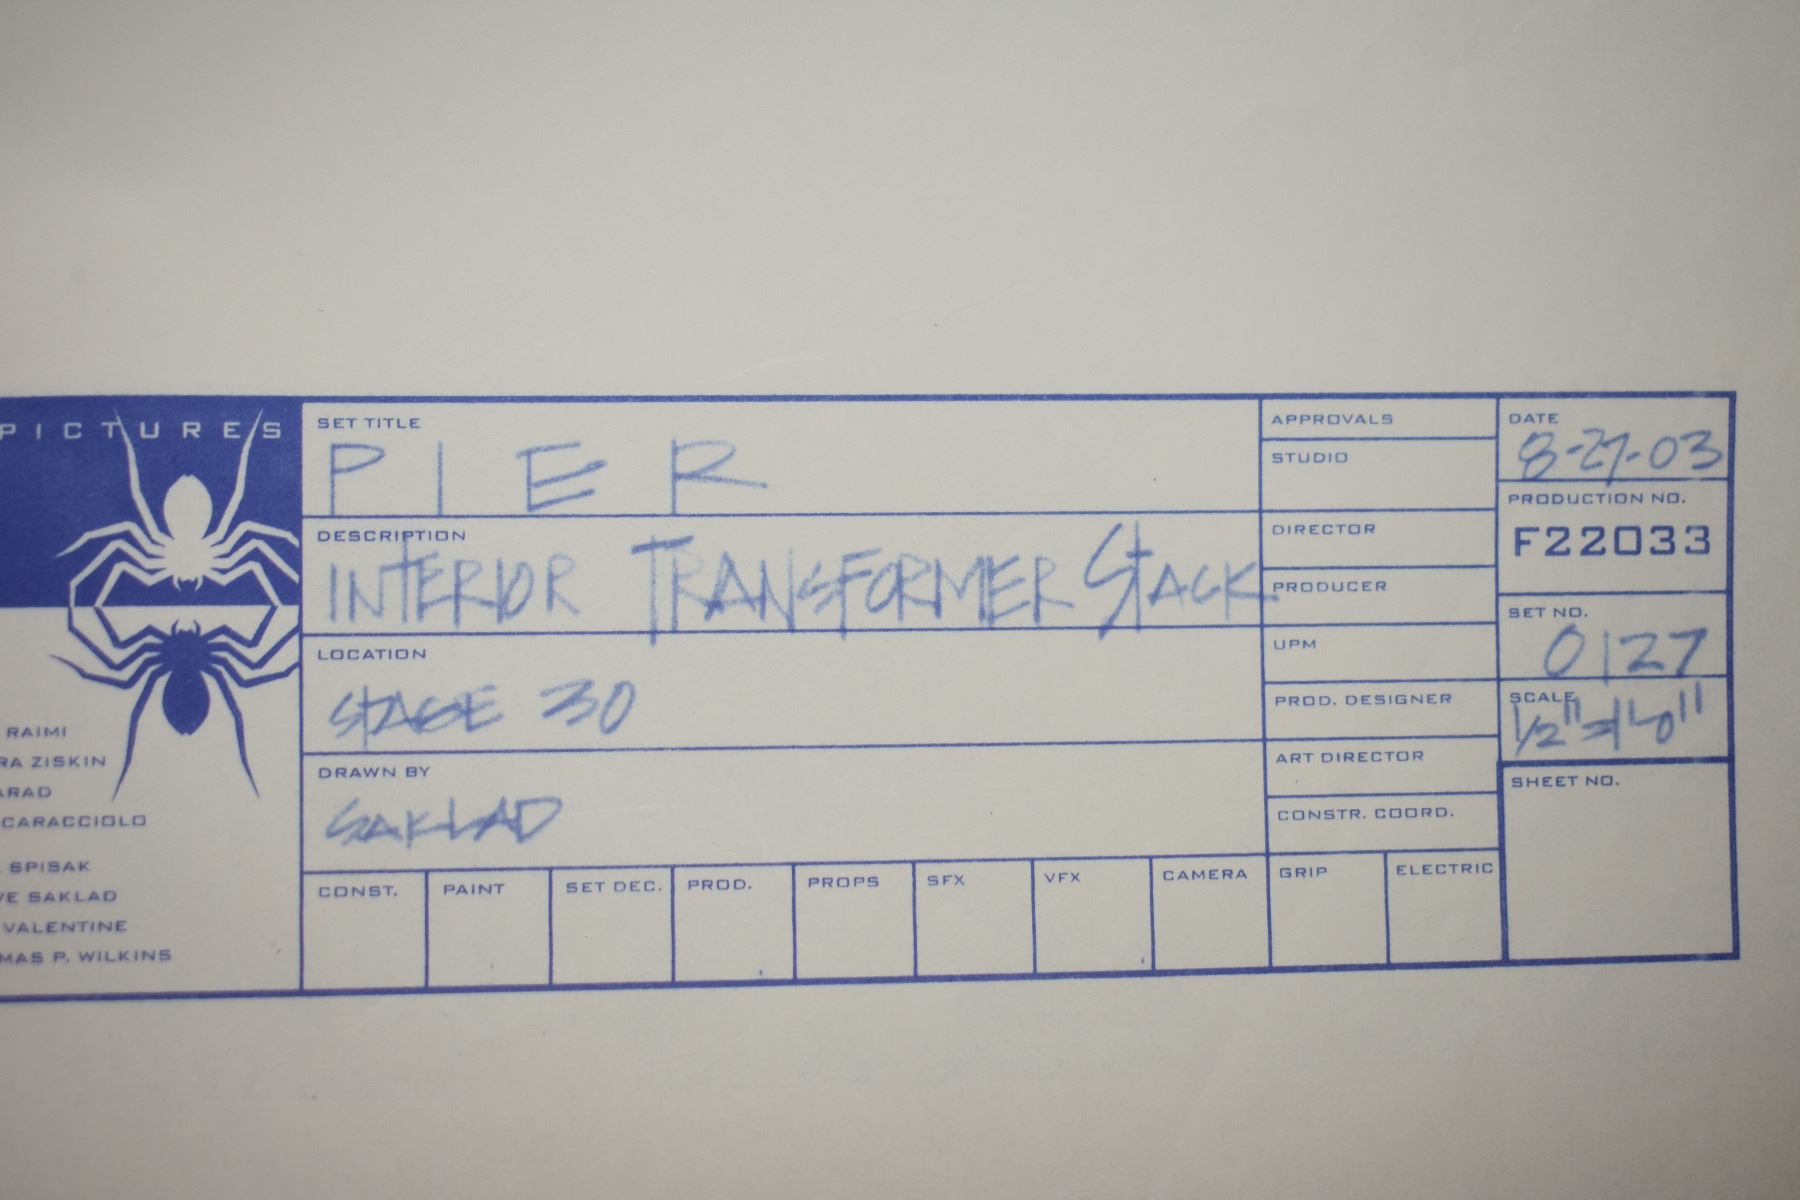 PICTURES
RAIMI
RA ZISKIN
ARAD
CARACCIOLO
SPISAK
VE SAKLAD
VALENTINE
MAS P. WILKINS
SET TITLE
PIER
DESCRIPTION
INTERIOR TRANSFORMER STACK
LOCATION
STAGE 30
DRAWN BY
SAKLAD
CONST. PAINT SET DEC. PROD. PROPS SFX VFX CAMERA GRIP ELECTRIC
APPROVALS
STUDIO
DIRECTOR
PRODUCER
UPM
PROD. DESIGNER
ART DIRECTOR
CONSTR. COORD.
DATE
8-27-03
PRODUCTION NO.
F22033
SET NO.
0127
SCALE
1/2"=1'-0"
SHEET NO.